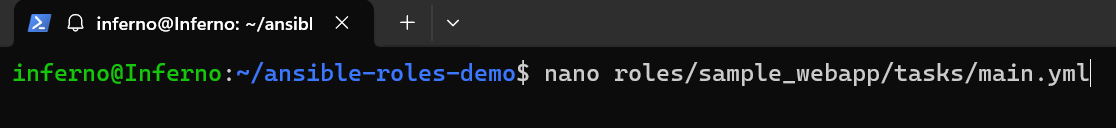 inferno@Inferno: ~/ansibl
inferno@Inferno:~/ansible-roles-demo$ nano roles/sample_webapp/tasks/main.yml